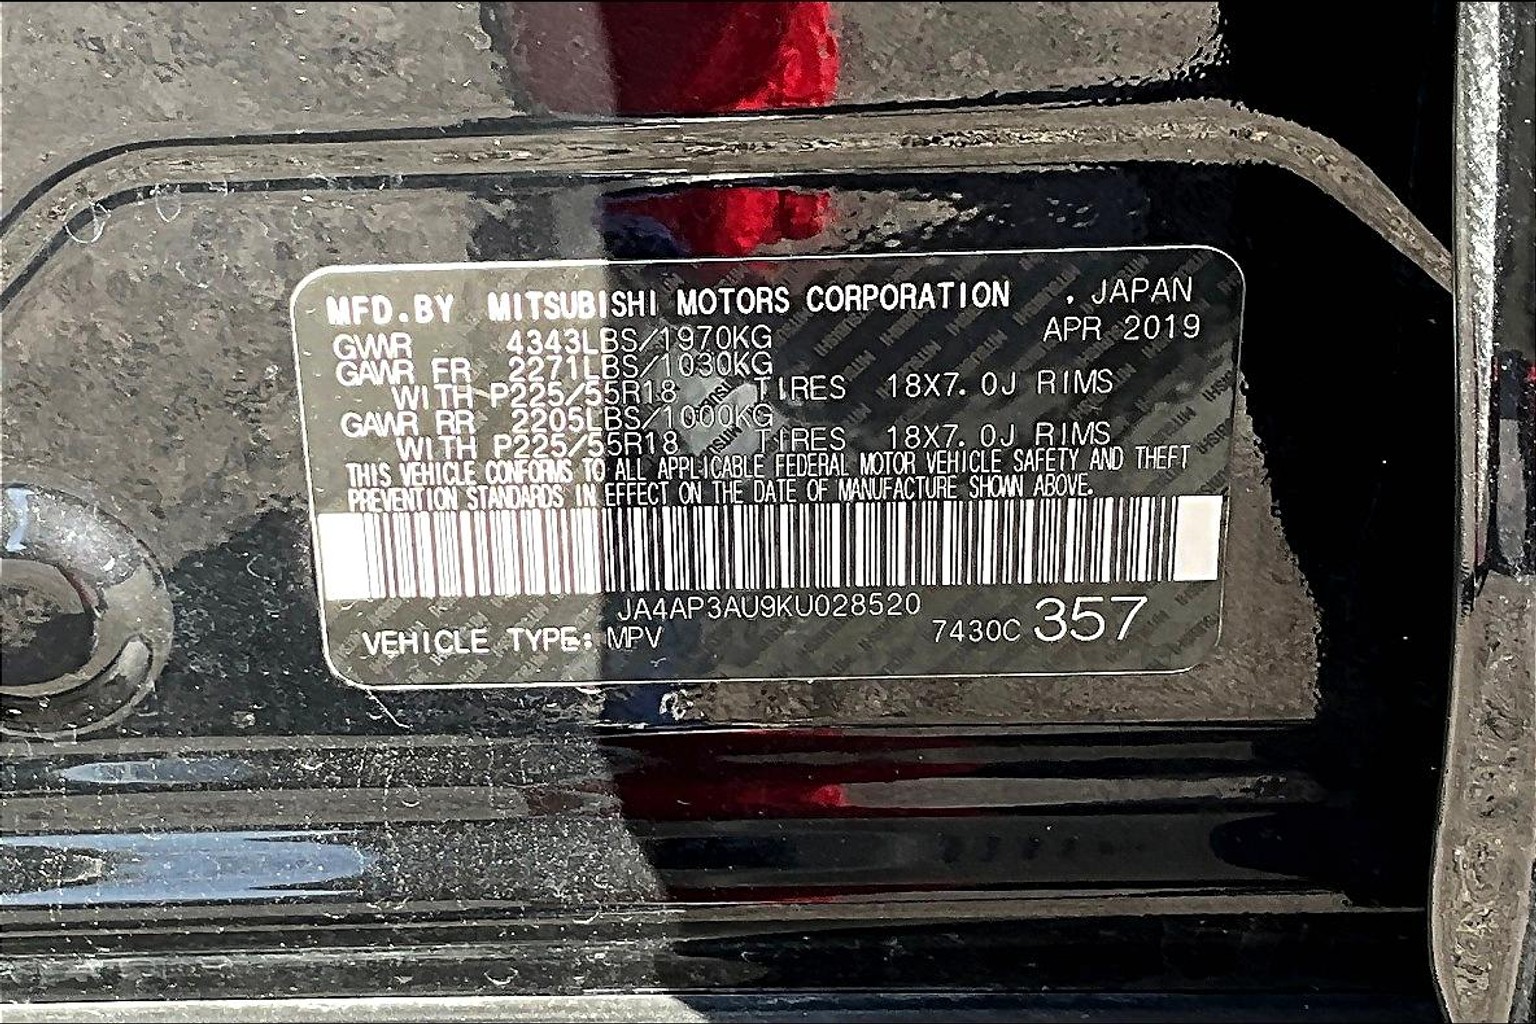 MFD.BY MITSUBISHI MOTORS CORPORATION . JAPAN
APR 2019
GWWR 4343LBS/1970KG
GAWR FR 2271LBS/1030KG
WITH P225/55R18 TIRES 18X7.0J RIMS
GAWR RR 2205LBS/1000KG
WITH P225/55R18 TIRES 18X7.0J RIMS
THIS VEHICLE CONFORMS TO ALL APPLICABLE FEDERAL MOTOR VEHICLE SAFETY AND THEFT
PREVENTION STANDARDS IN EFFECT ON THE DATE OF MANUFACTURE SHOWN ABOVE.
JA4AP3AU9KU028520
VEHICLE TYPE: MPV 7430C 357